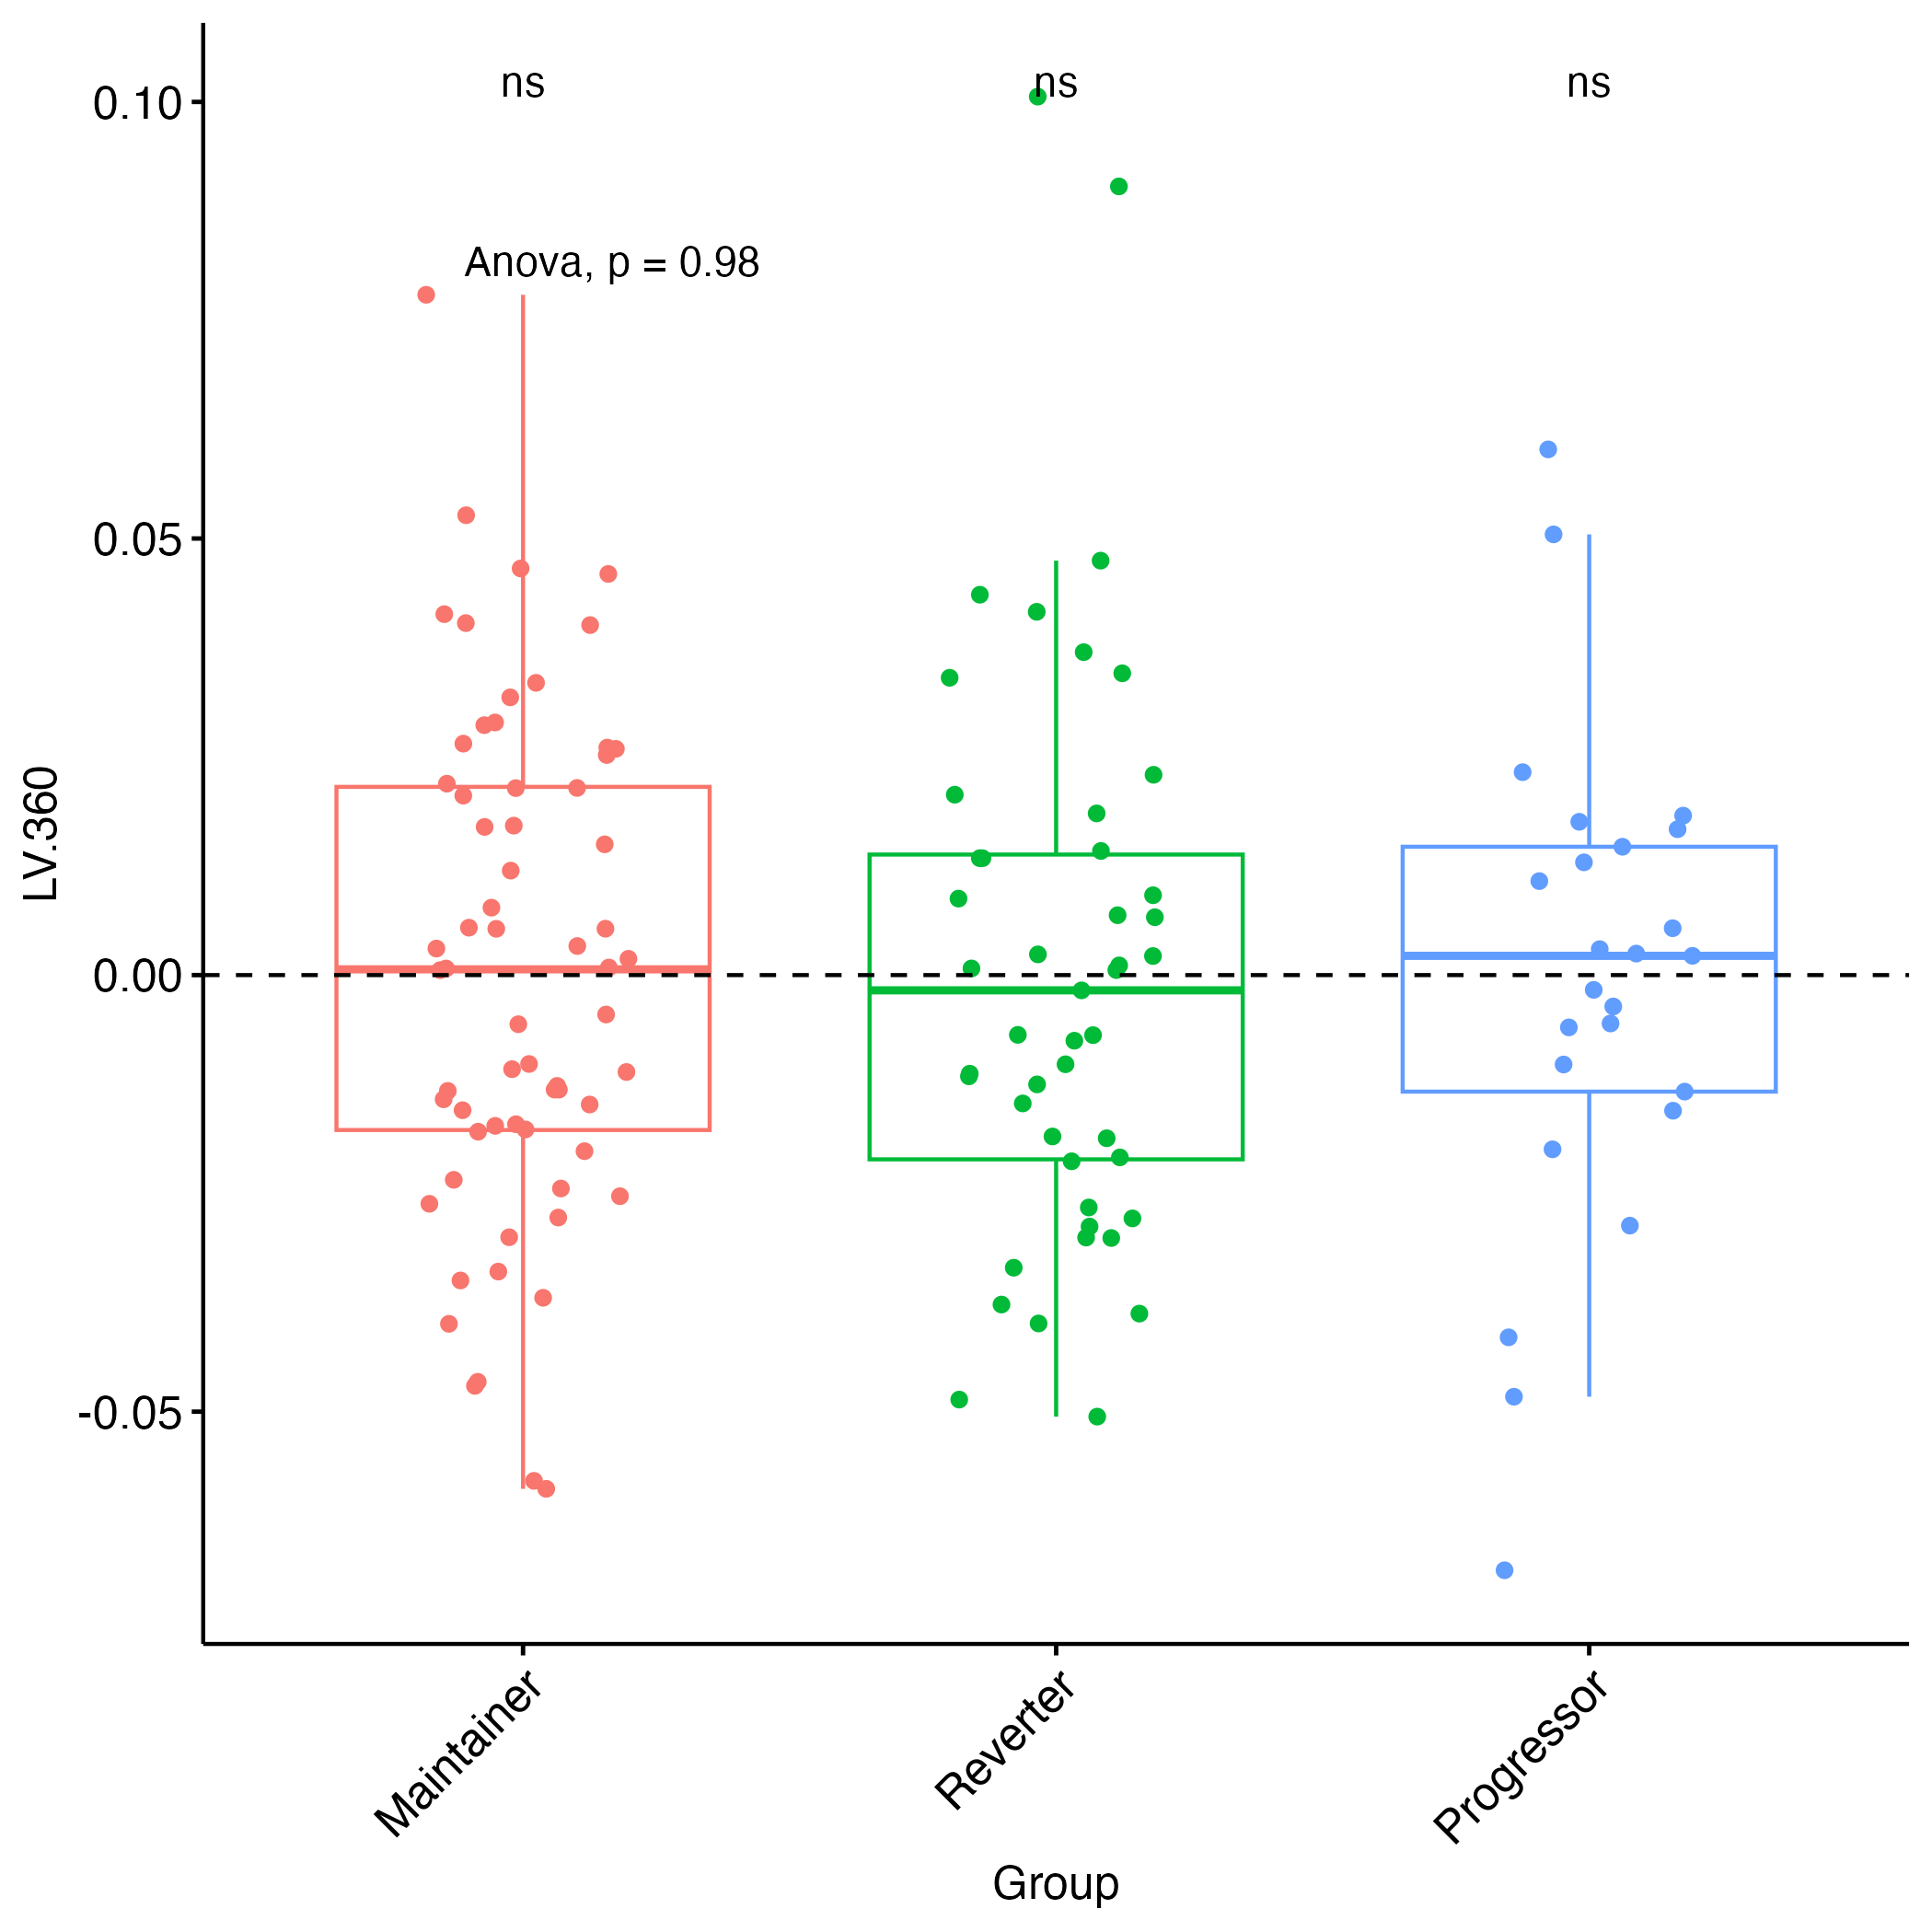 ns ns ns
Anova, p = 0.98
0.10
0.05
0.00
-0.05
LV.360
Maintainer
Reverter
Progressor
Group